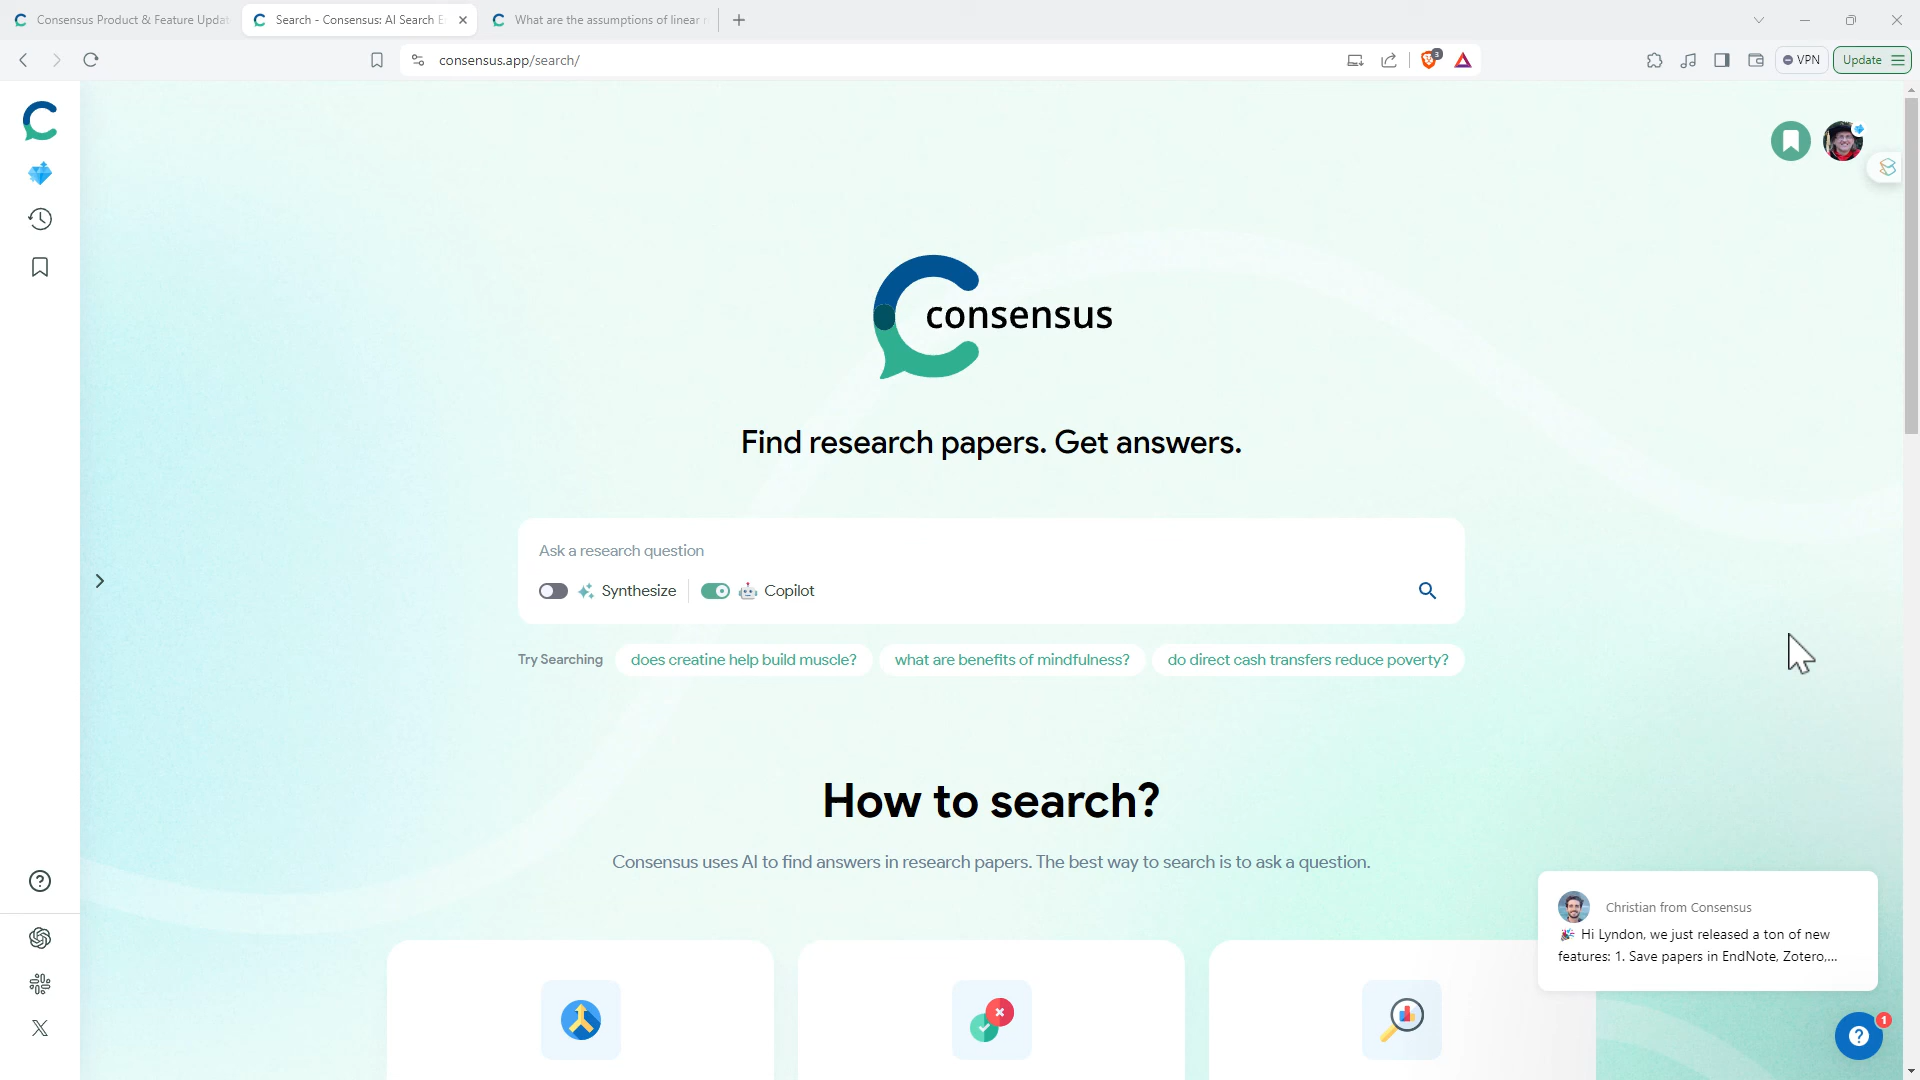 Consensus Product & Feature Updat
Search - Consensus: AI Search E
What are the assumptions of linear r
consensus.app/search/
3
VPN
Update
consensus
Find research papers. Get answers.
Ask a research question
Synthesize
Copilot
Try Searching
does creatine help build muscle?
what are benefits of mindfulness?
do direct cash transfers reduce poverty?
How to search?
Consensus uses AI to find answers in research papers. The best way to search is to ask a question.
Christian from Consensus
🎉 Hi Lyndon, we just released a ton of new
features: 1. Save papers in EndNote, Zotero,...
1